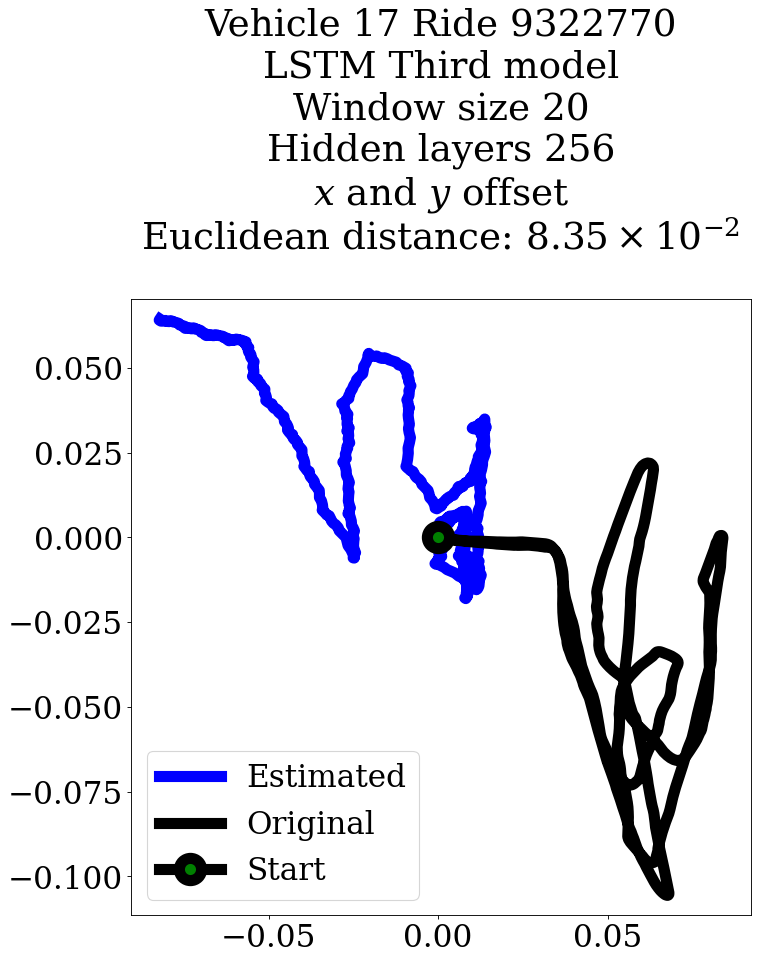 Vehicle 17 Ride 9322770
LSTM Third model
Window size 20
Hidden layers 256
x and y offset
Euclidean distance: 8.35 × 10⁻²
0.050
0.025
0.000
−0.025
−0.050
−0.075
−0.100
Estimated
Original
Start
−0.05 0.00 0.05